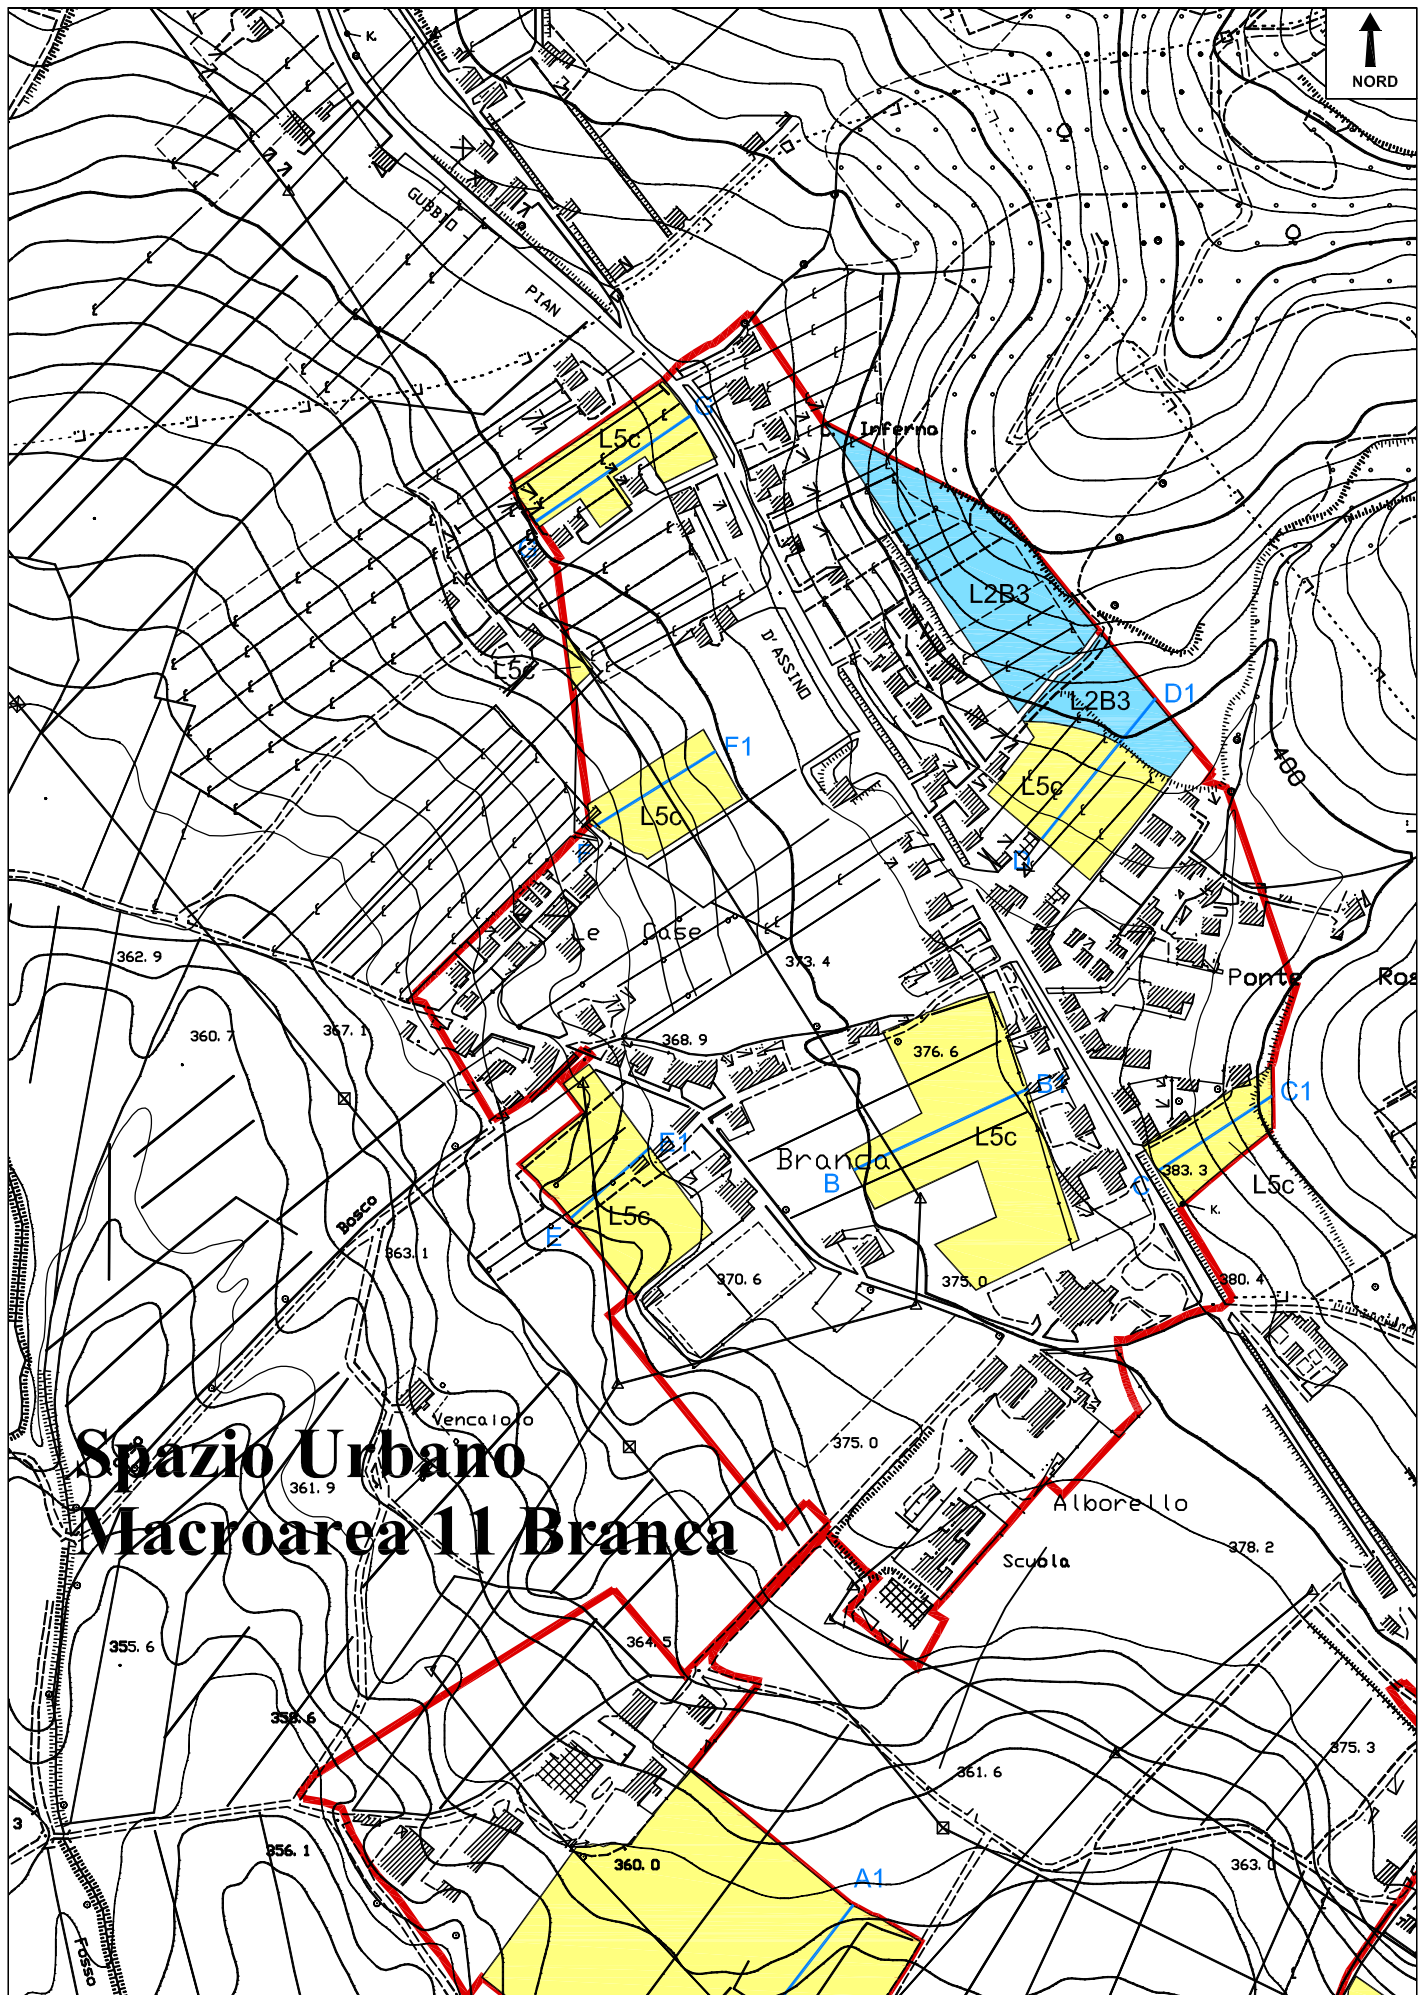 NORD
K.
GUBBIO
PIAN
G
Inferno
L5c
G
L2B3
D'ASSINO
L5c
L2B3
D1
F1
400
L5c
L5c
F
D
Le Case
362.9
373.4
Ponte
Ros
360.7
367.1
368.9
376.6
B1
C1
E1
L5c
Branca
B
383.3
C
L5c
K.
Bosco
L5c
E
363.1
370.6
375.0
380.4
Vencaiolo
375.0
Spazio Urbano
361.9
Alborello
Macroarea 11 Branca
378.2
Scuola
355.6
364.5
358.6
375.3
361.6
3
356.1
360.0
363.0
A1
Fosso